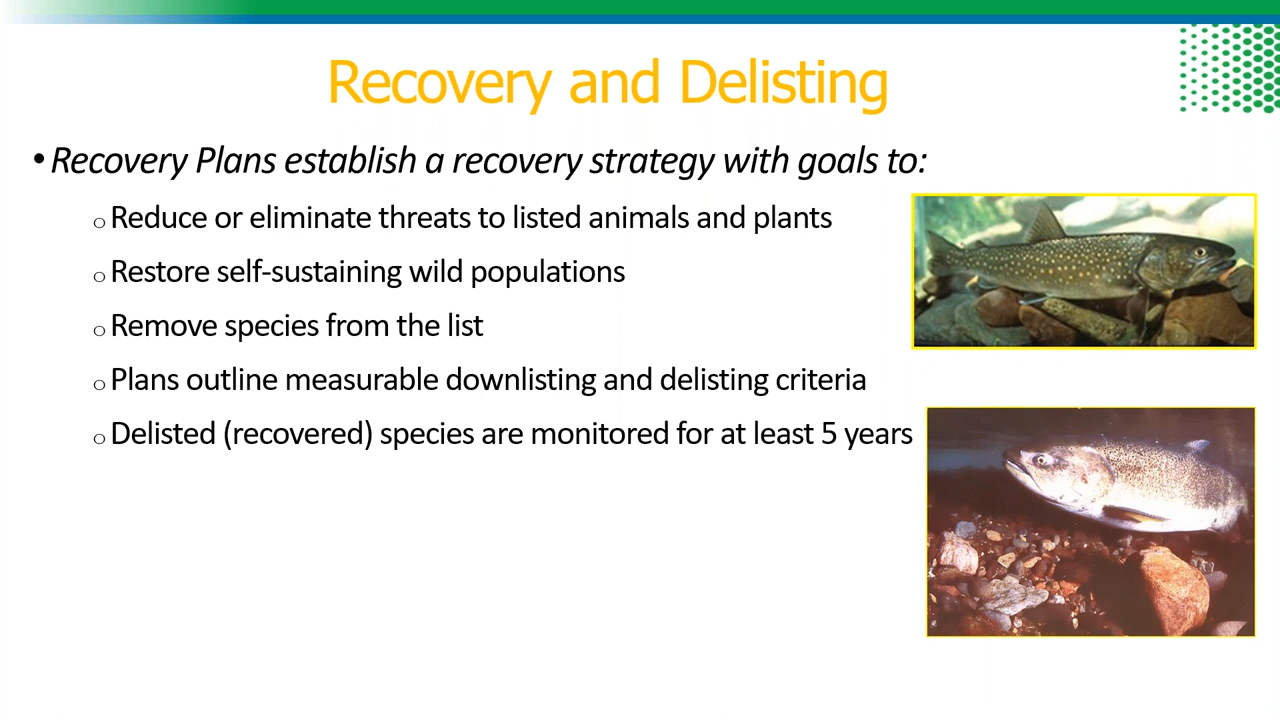 Recovery and Delisting
• Recovery Plans establish a recovery strategy with goals to:
o Reduce or eliminate threats to listed animals and plants
o Restore self-sustaining wild populations
o Remove species from the list
o Plans outline measurable downlisting and delisting criteria
o Delisted (recovered) species are monitored for at least 5 years